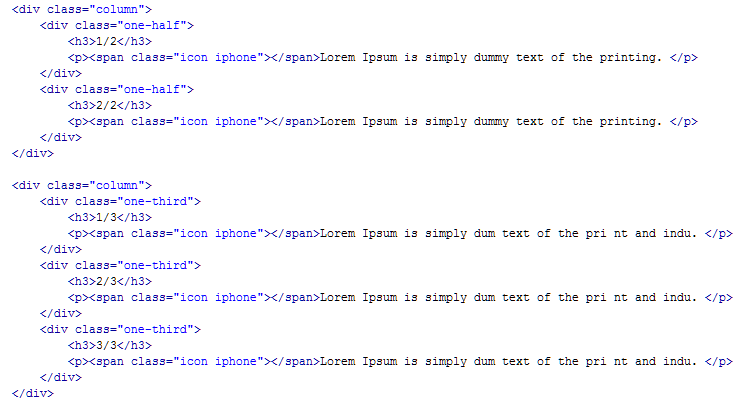 <div class="column">
    <div class="one-half">
        <h3>1/2</h3>
        <p><span class="icon iphone"></span>Lorem Ipsum is simply dummy text of the printing. </p>
    </div>
    <div class="one-half">
        <h3>2/2</h3>
        <p><span class="icon iphone"></span>Lorem Ipsum is simply dummy text of the printing. </p>
    </div>
</div>

<div class="column">
    <div class="one-third">
        <h3>1/3</h3>
        <p><span class="icon iphone"></span>Lorem Ipsum is simply dum text of the pri nt and indu. </p>
    </div>
    <div class="one-third">
        <h3>2/3</h3>
        <p><span class="icon iphone"></span>Lorem Ipsum is simply dum text of the pri nt and indu. </p>
    </div>
    <div class="one-third">
        <h3>3/3</h3>
        <p><span class="icon iphone"></span>Lorem Ipsum is simply dum text of the pri nt and indu. </p>
    </div>
</div>